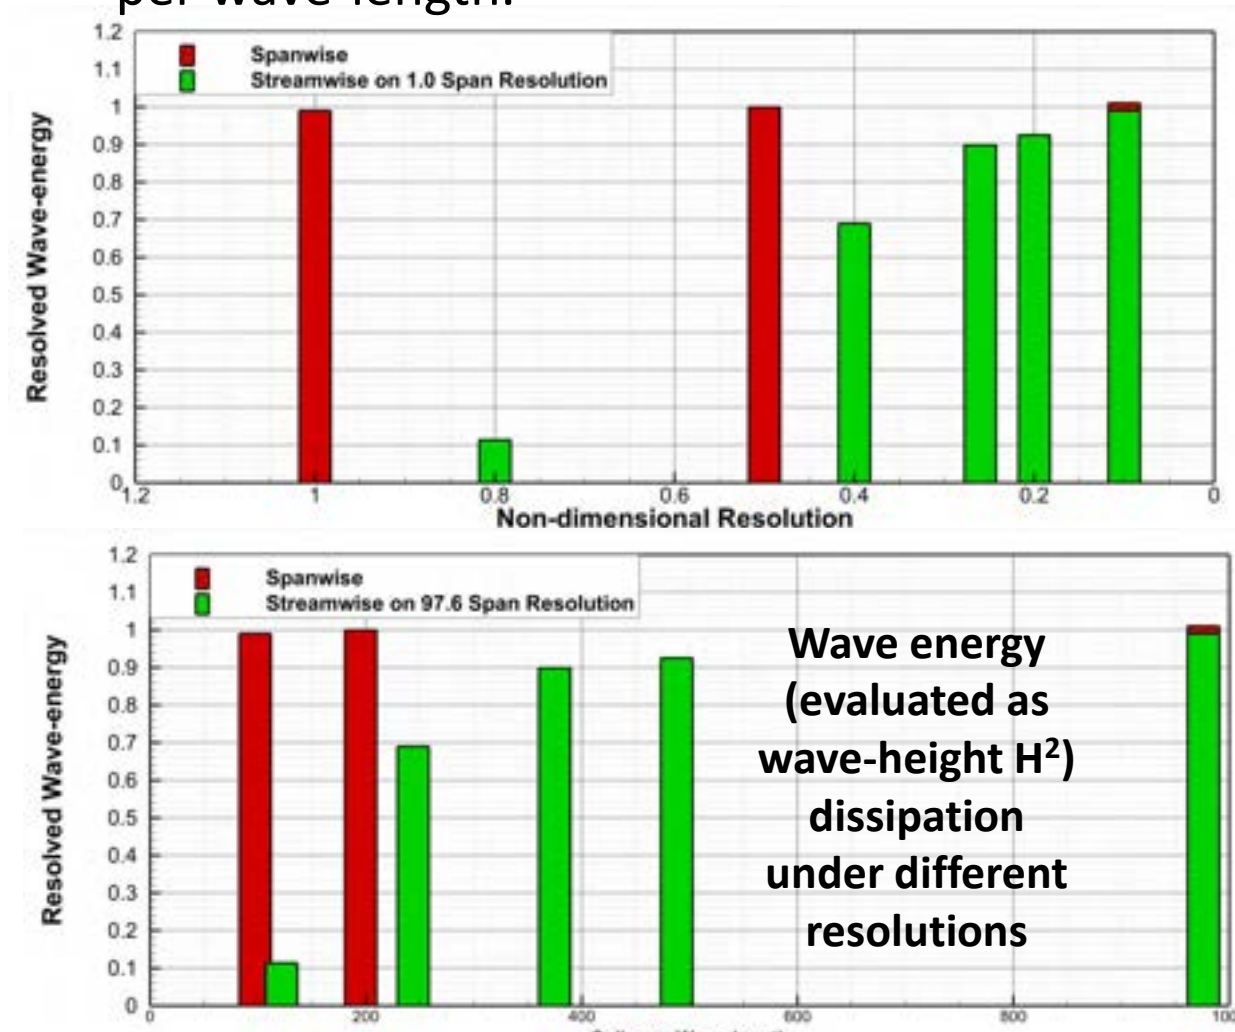 per wave-length.
1.2
1.1
1
0.9
0.8
0.7
0.6
0.5
0.4
0.3
0.2
0.1
0
Resolved Wave-energy
Spanwise
Streamwise on 1.0 Span Resolution
1.2 1 0.8 0.6 0.4 0.2 0
Non-dimensional Resolution
1.2
1.1
1
0.9
0.8
0.7
0.6
0.5
0.4
0.3
0.2
0.1
0
Resolved Wave-energy
Spanwise
Streamwise on 97.6 Span Resolution
Wave energy
(evaluated as
wave-height H²)
dissipation
under different
resolutions
0 200 400 600 800